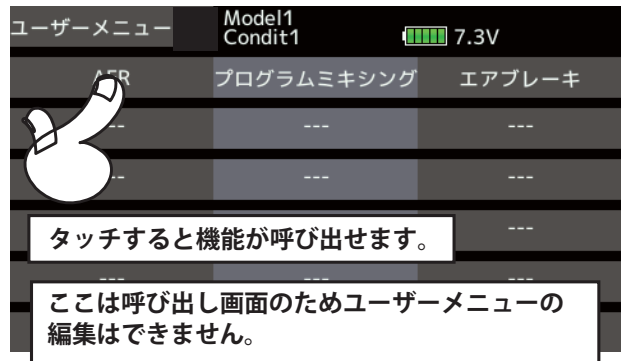 ユーザーメニュー
Model1
Condit1
7.3V
AFR プログラムミキシング エアブレーキ
--- --- ---
--- --- ---
---
タッチすると機能が呼び出せます。
--- --- ---
ここは呼び出し画面のためユーザーメニューの
編集はできません。